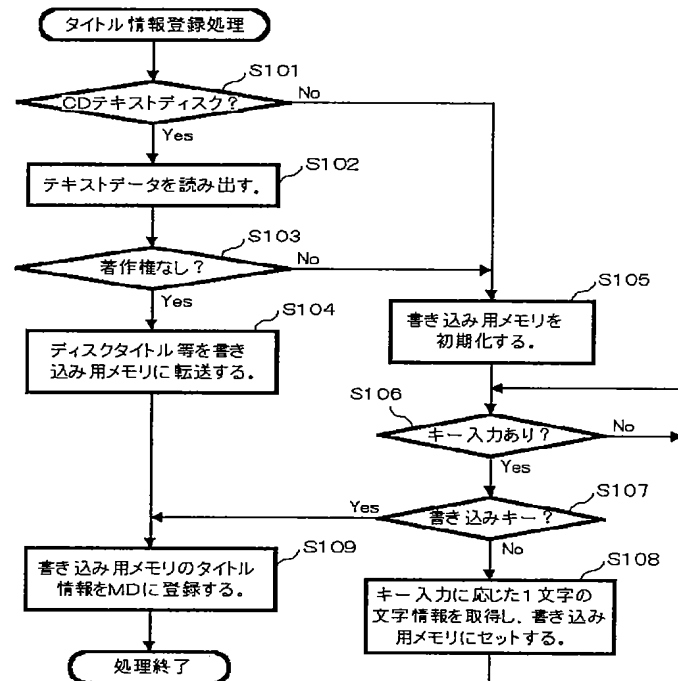 タイトル情報登録処理
S101
CDテキストディスク?
No
Yes
S102
テキストデータを読み出す。
S103
著作権なし?
No
Yes
S104
ディスクタイトル等を書き
込み用メモリに転送する。
S105
書き込み用メモリを
初期化する。
S106
キー入力あり?
No
Yes
S107
書き込みキー?
Yes
No
S108
キー入力に応じた1文字の
文字情報を取得し、書き込み
用メモリにセットする。
S109
書き込み用メモリのタイトル
情報をMDに登録する。
処理終了